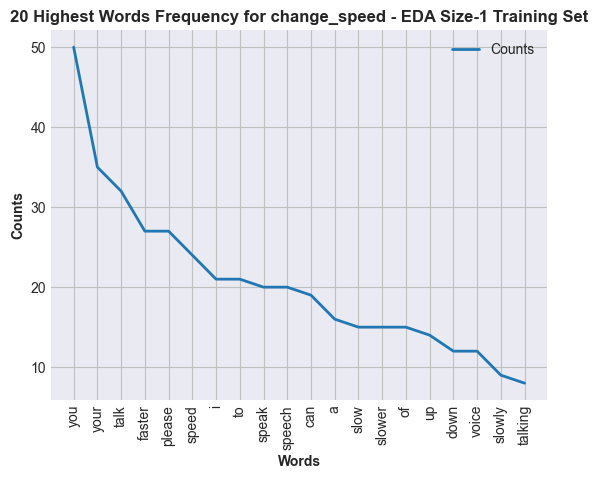 20 Highest Words Frequency for change_speed - EDA Size-1 Training Set
Counts
50
40
30
20
10
Counts
you
your
talk
faster
please
speed
i
to
speak
speech
can
a
slow
slower
of
up
down
voice
slowly
talking
Words